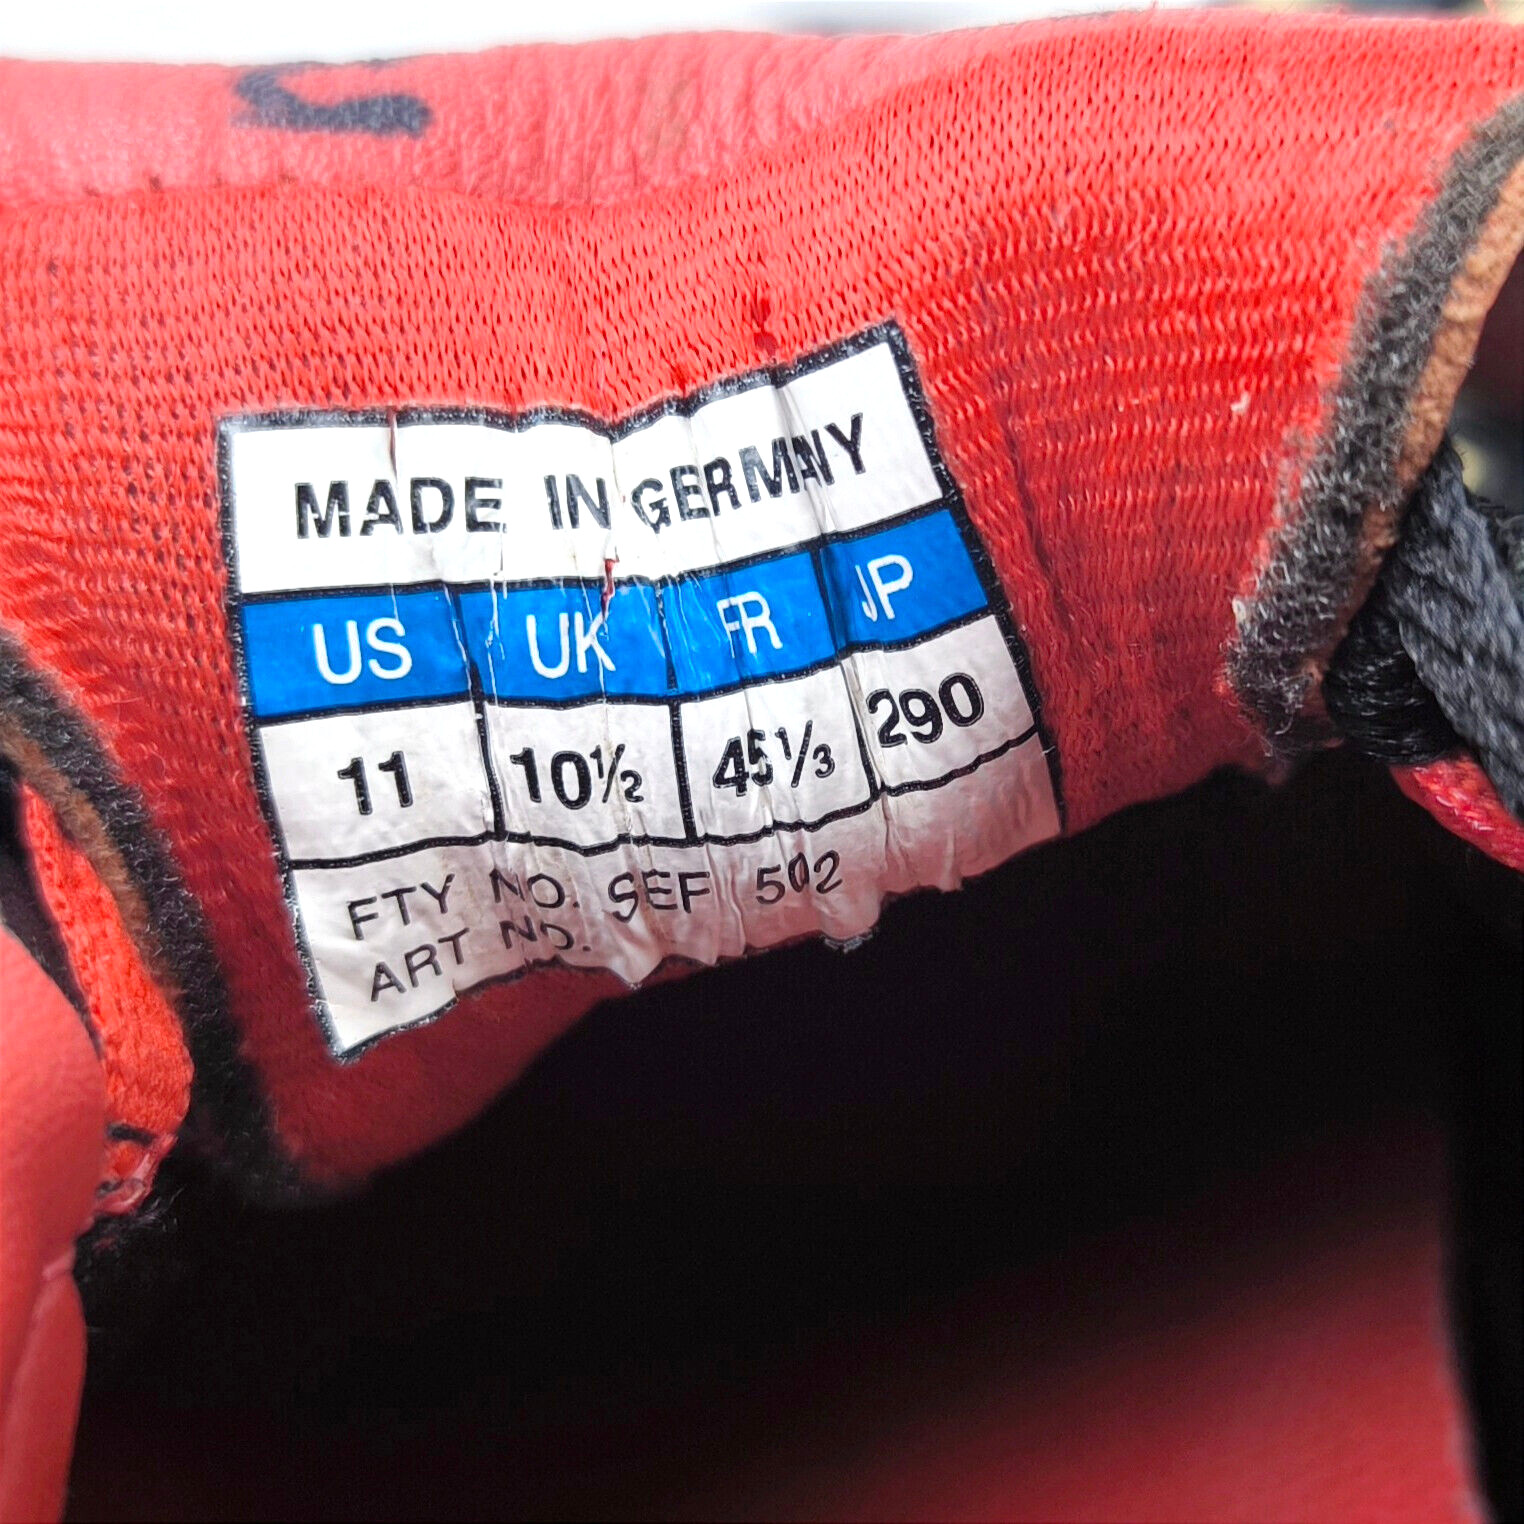 MADE IN GERMANY
US UK FR JP
11 10½ 45⅓ 290
FTY NO. SEF 502
ART NO.